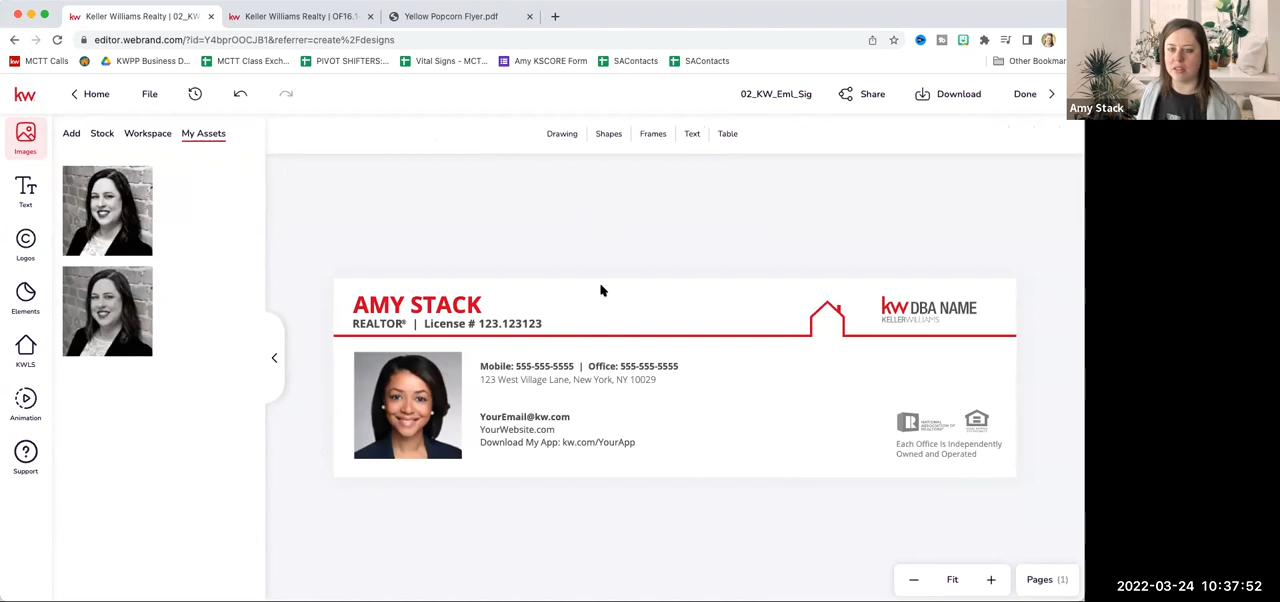 Keller Williams Realty | 02_KW
Keller Williams Realty | OF16.1
Yellow Popcorn Flyer.pdf
editor.webrand.com/?id=Y4bprOOCJB1&referrer=create%2Fdesigns
MCTT Calls
KWPP Business D...
MCTT Class Exch...
PIVOT SHIFTERS:...
Vital Signs - MCT...
Amy KSCORE Form
SAContacts
SAContacts
Other Bookmar
Amy Stack
kw
Home
File
02_KW_Eml_Sig
Share
Download
Done
Images
Text
Logos
Elements
KWLS
Animation
Support
Add
Stock
Workspace
My Assets
Drawing
Shapes
Frames
Text
Table
AMY STACK
REALTOR® | License # 123.123123
kw DBA NAME
KELLERWILLIAMS
Mobile: 555-555-5555 | Office: 555-555-5555
123 West Village Lane, New York, NY 10029
YourEmail@kw.com
YourWebsite.com
Download My App: kw.com/YourApp
Each Office Is Independently
Owned and Operated
Fit
Pages (1)
2022-03-24 10:37:52